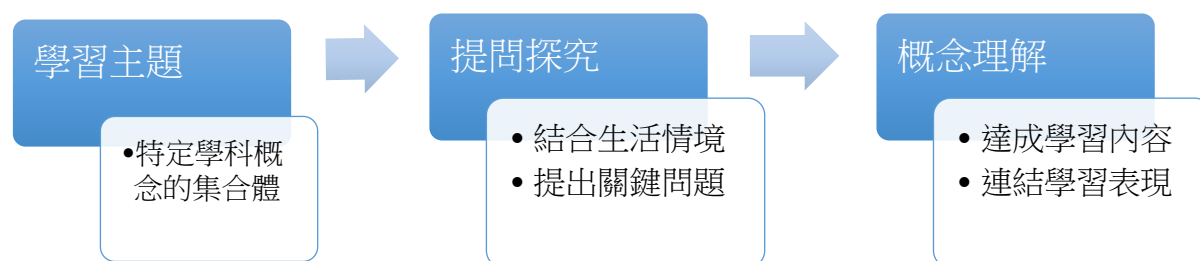 學習主題
•特定學科概
念的集合體
提問探究
• 結合生活情境
• 提出關鍵問題
概念理解
• 達成學習內容
• 連結學習表現